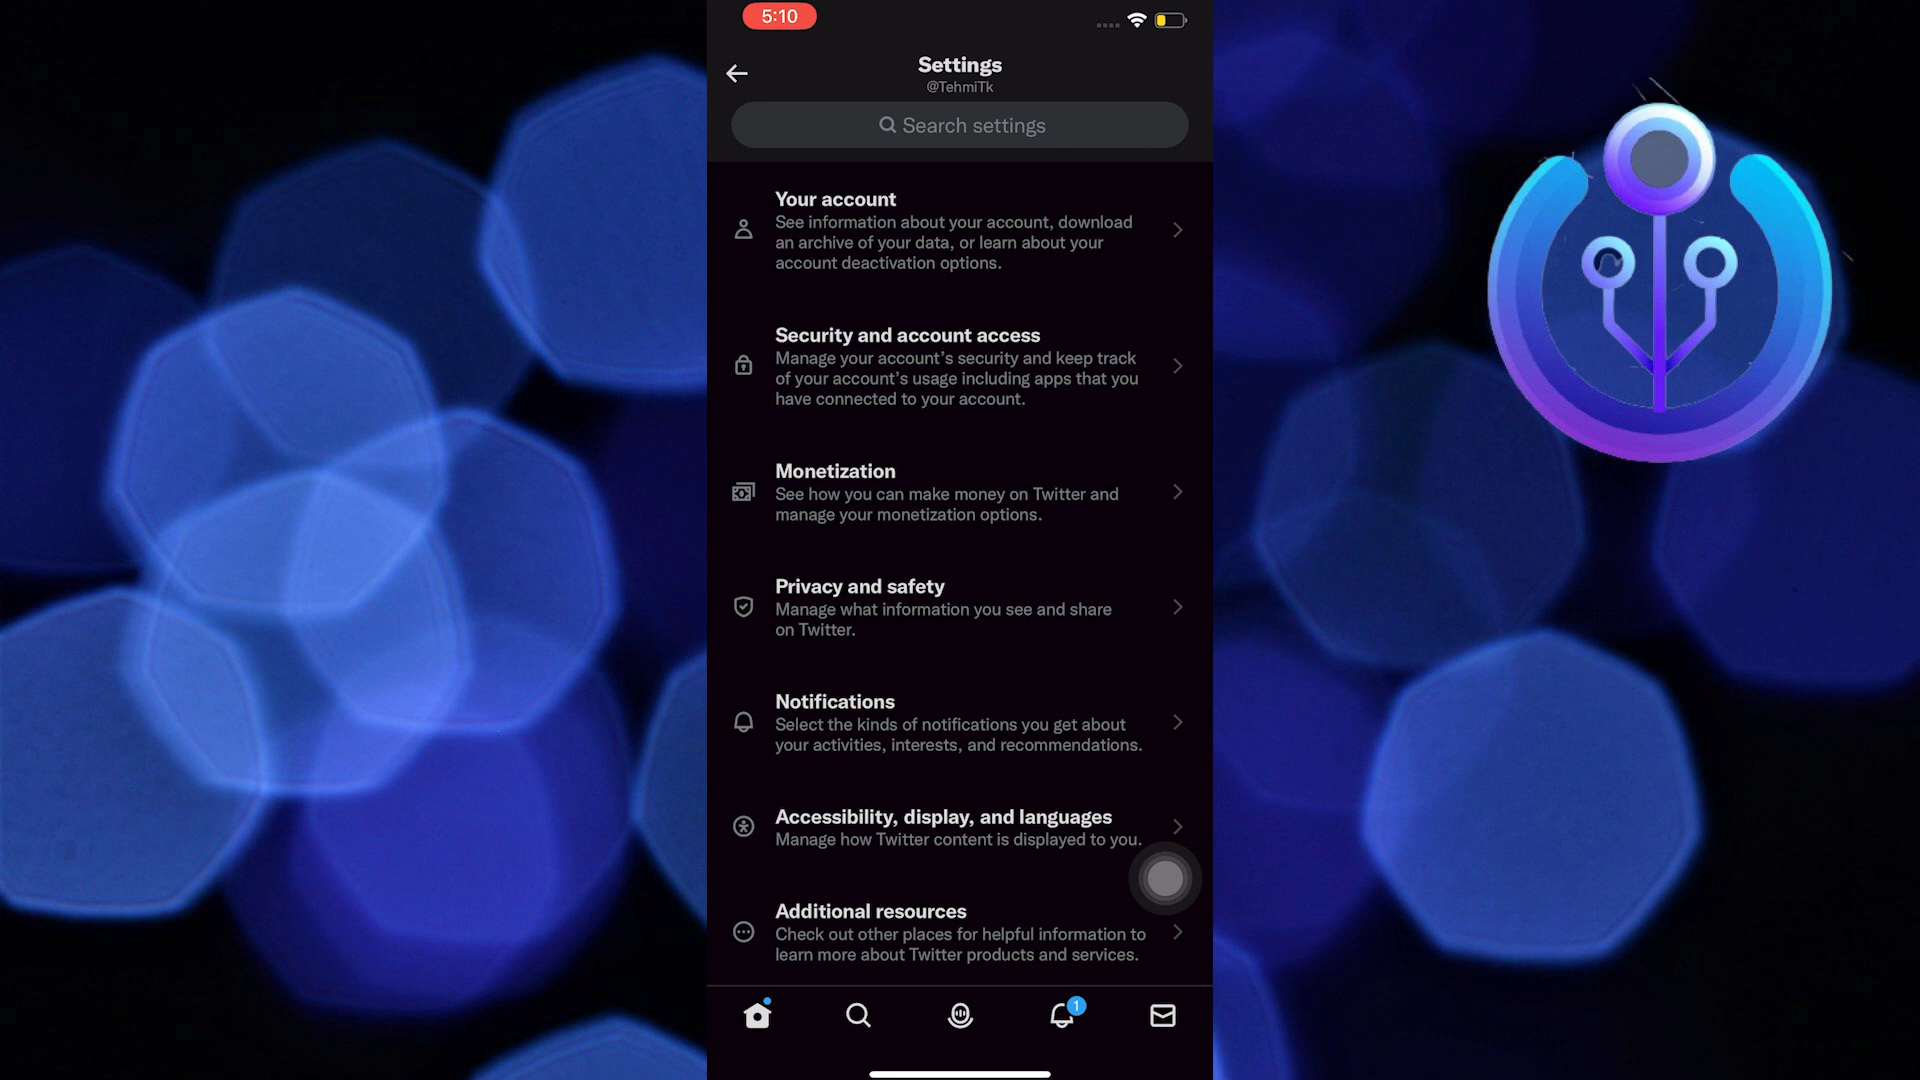 5:10
Settings
@TehmiTk
Search settings
Your account
See information about your account, download
an archive of your data, or learn about your
account deactivation options.
Security and account access
Manage your account’s security and keep track
of your account’s usage including apps that you
have connected to your account.
Monetization
See how you can make money on Twitter and
manage your monetization options.
Privacy and safety
Manage what information you see and share
on Twitter.
Notifications
Select the kinds of notifications you get about
your activities, interests, and recommendations.
Accessibility, display, and languages
Manage how Twitter content is displayed to you.
Additional resources
Check out other places for helpful information to
learn more about Twitter products and services.
1